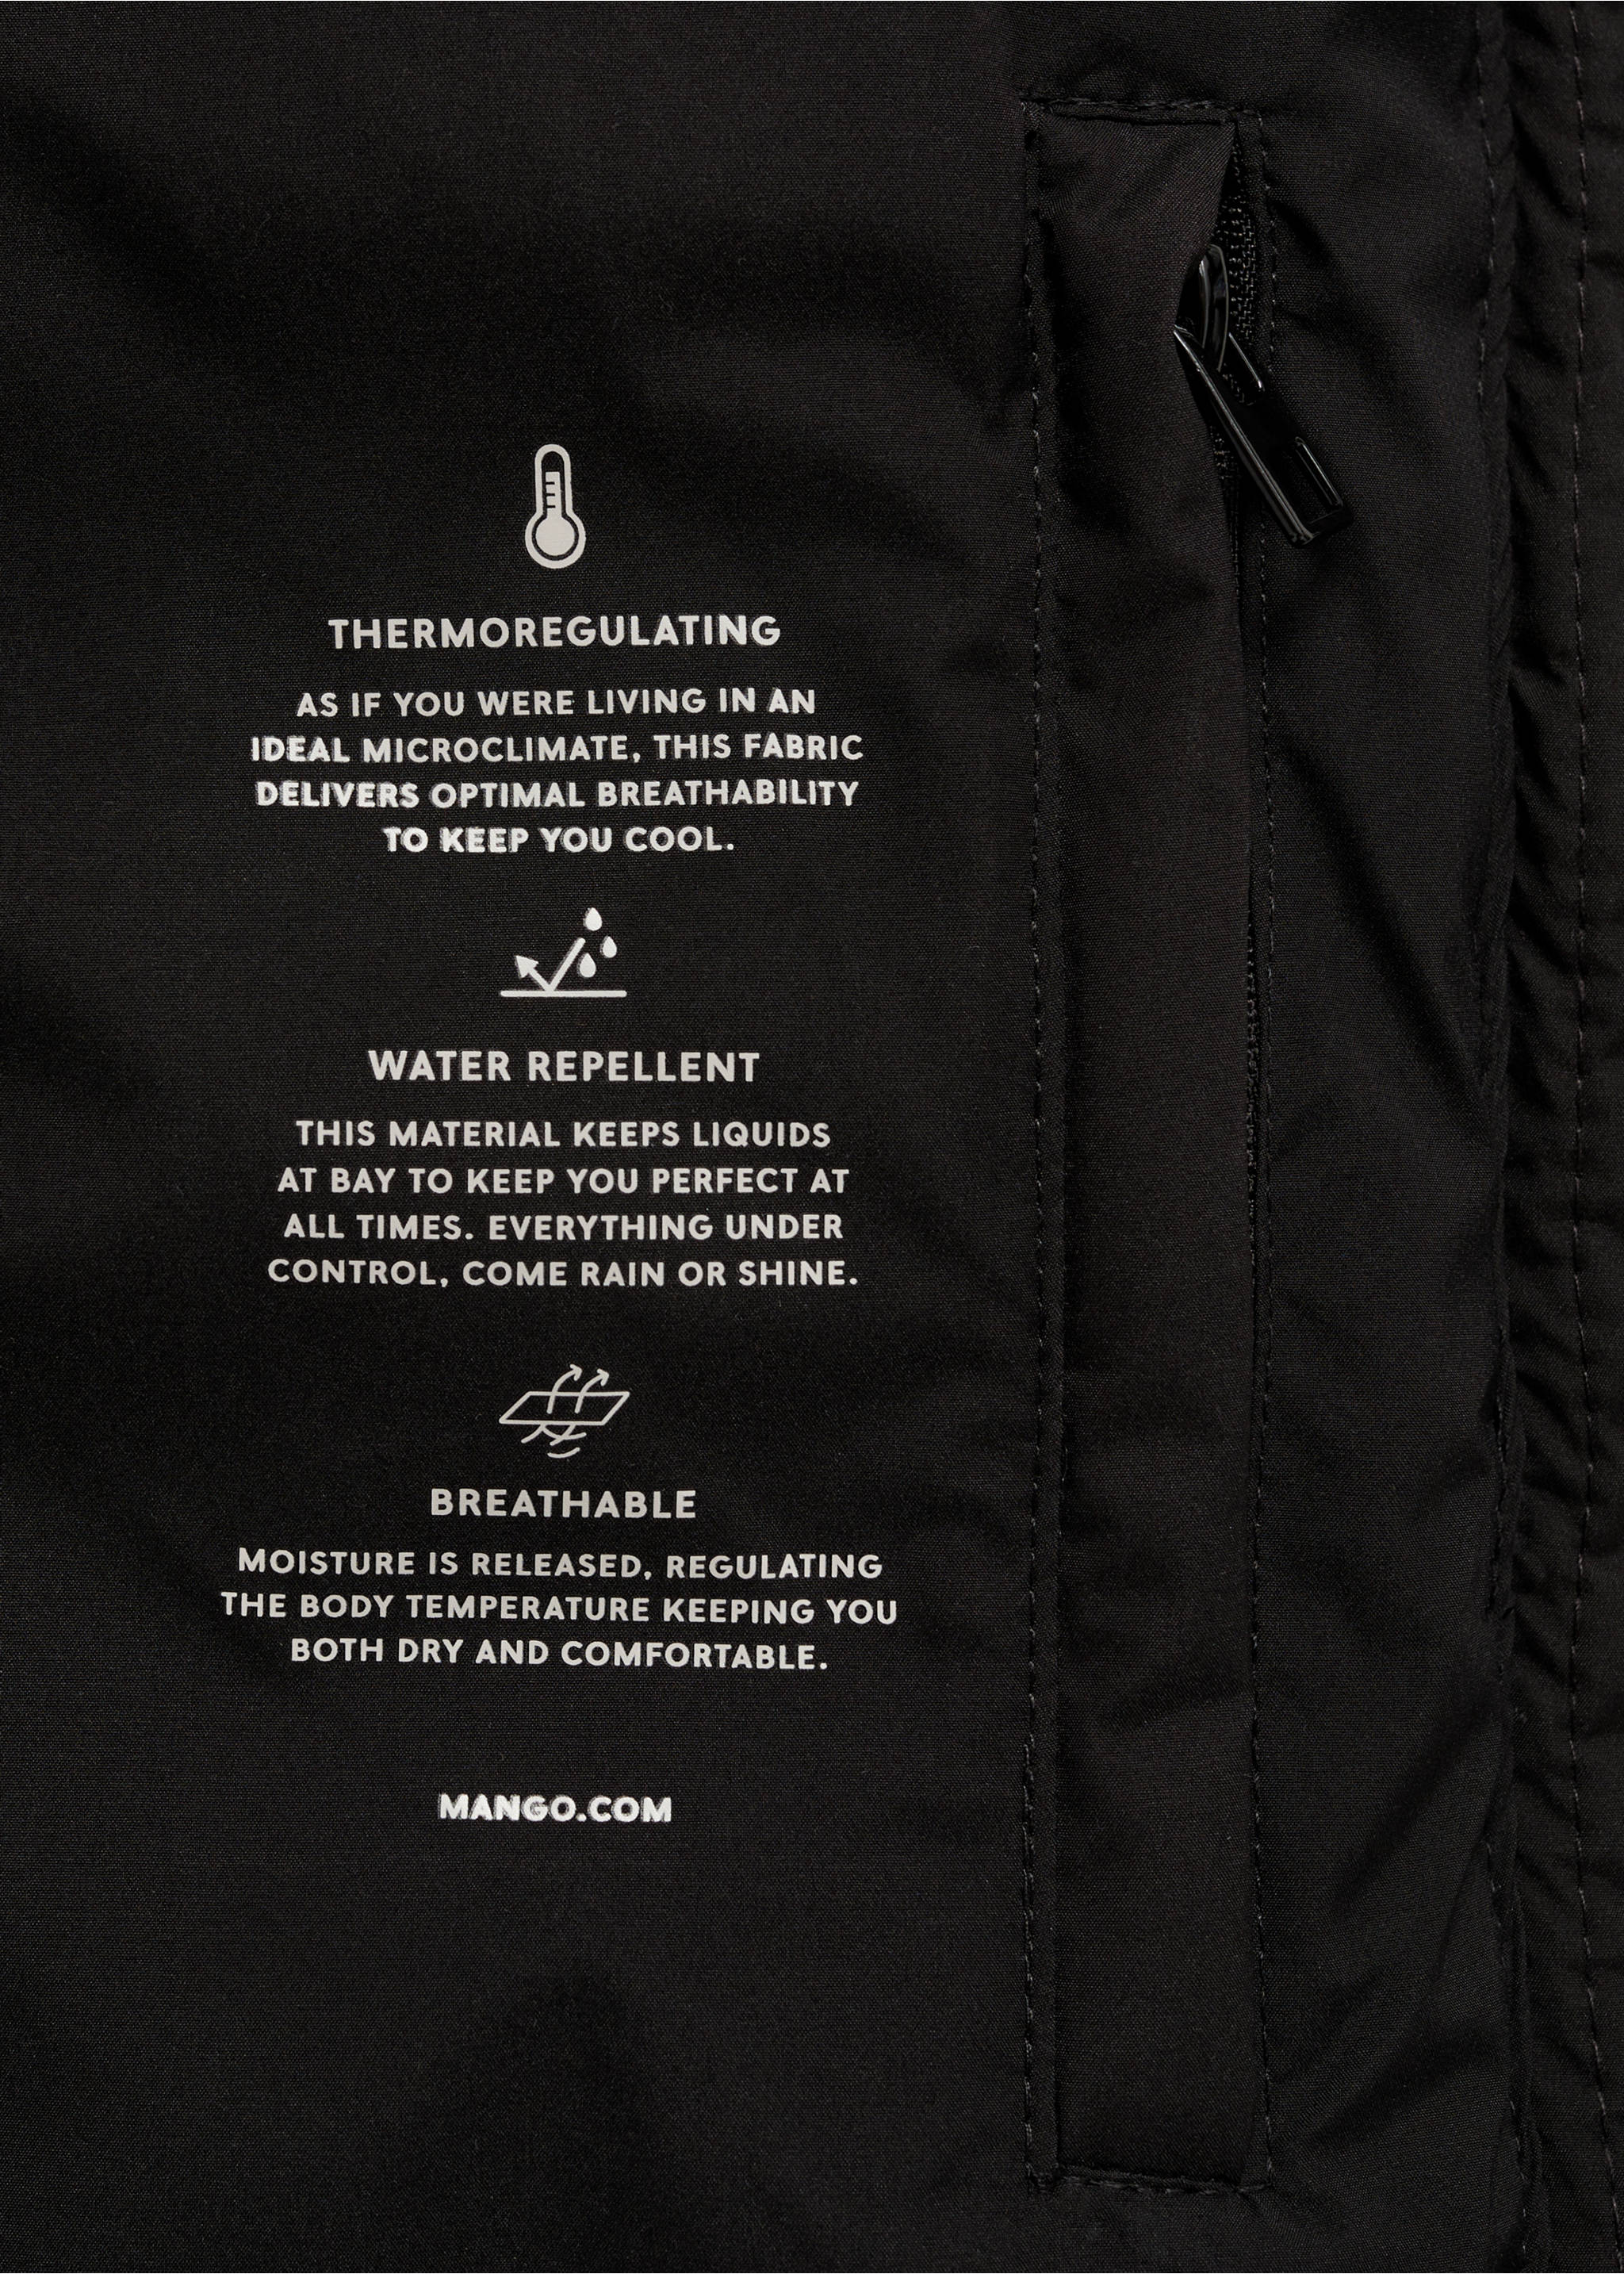 THERMOREGULATING
AS IF YOU WERE LIVING IN AN
IDEAL MICROCLIMATE, THIS FABRIC
DELIVERS OPTIMAL BREATHABILITY
TO KEEP YOU COOL.
WATER REPELLENT
THIS MATERIAL KEEPS LIQUIDS
AT BAY TO KEEP YOU PERFECT AT
ALL TIMES. EVERYTHING UNDER
CONTROL, COME RAIN OR SHINE.
BREATHABLE
MOISTURE IS RELEASED, REGULATING
THE BODY TEMPERATURE KEEPING YOU
BOTH DRY AND COMFORTABLE.
MANGO.COM